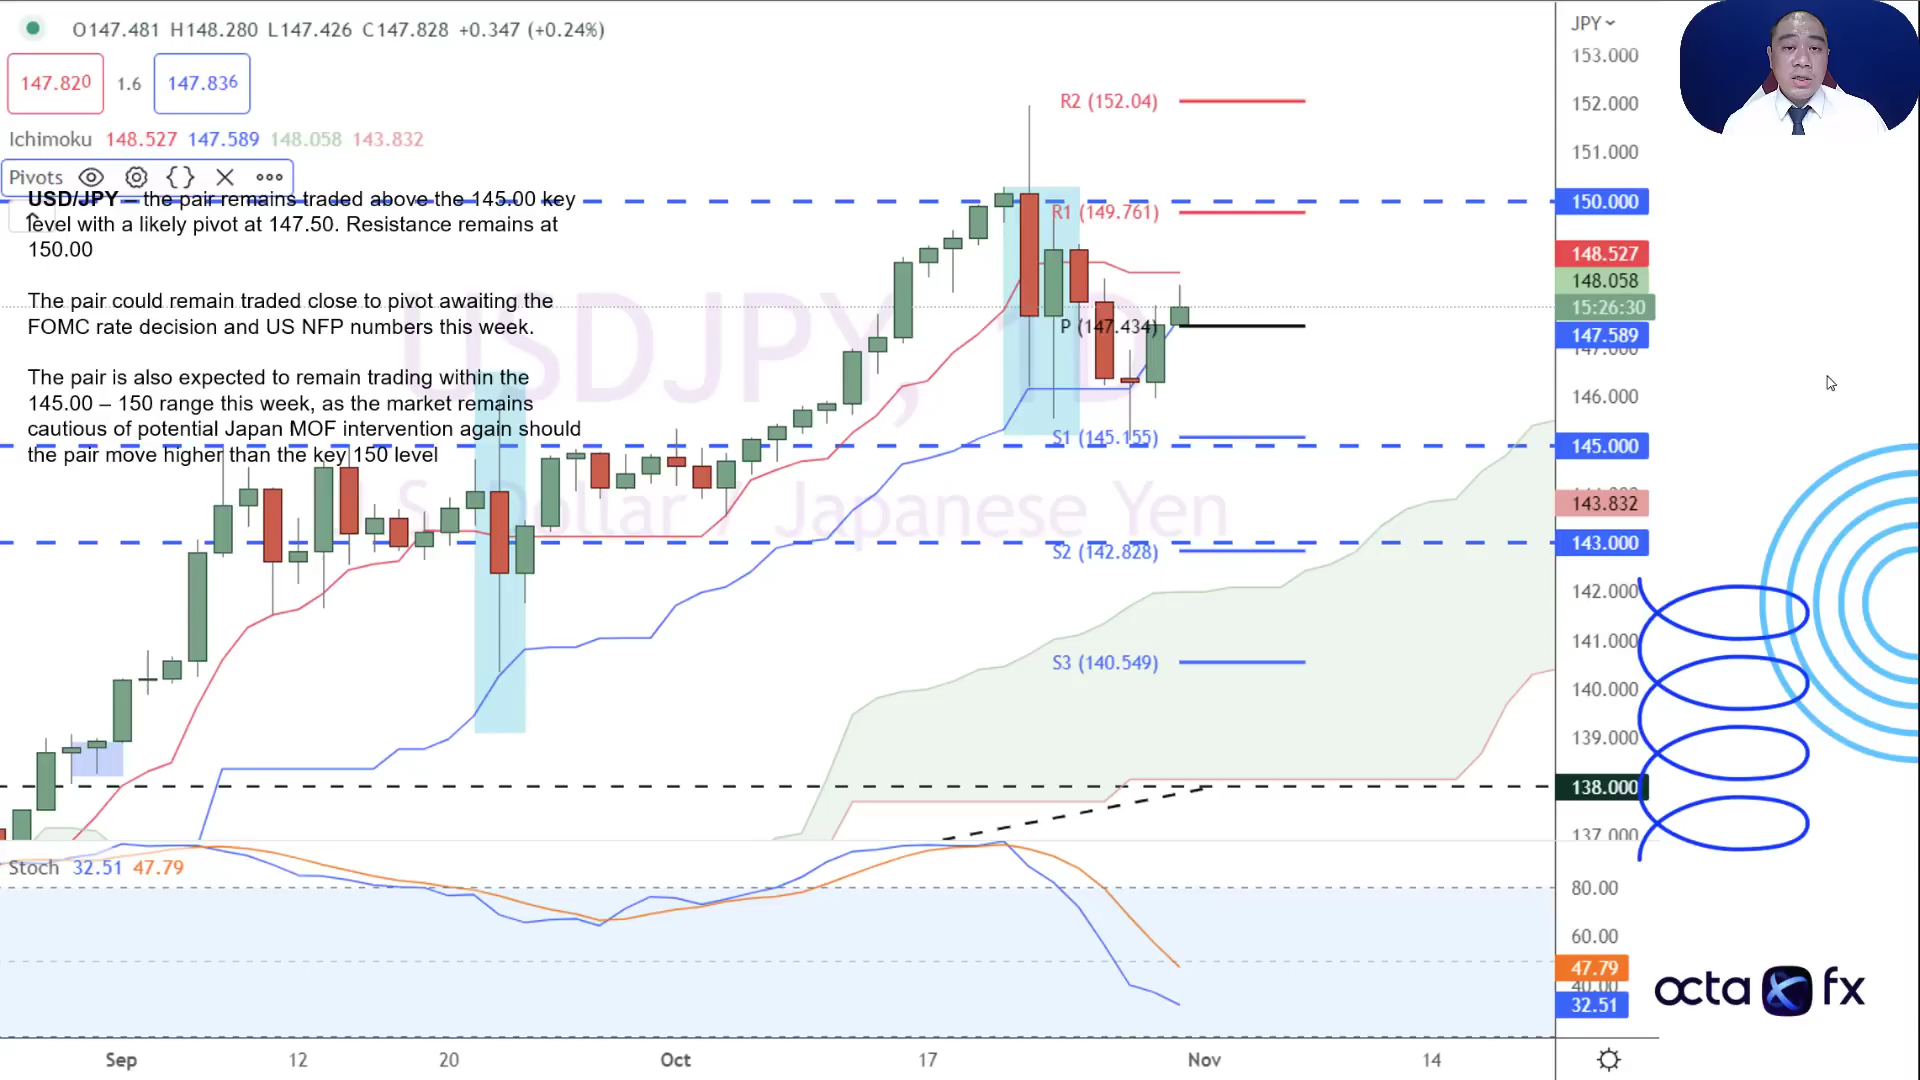 O147.481 H148.280 L147.426 C147.828 +0.347 (+0.24%)
147.820 1.6 147.836
Ichimoku 148.527 147.589 148.058 143.832
Pivots
USD/JPY – the pair remains traded above the 145.00 key
level with a likely pivot at 147.50. Resistance remains at
150.00
The pair could remain traded close to pivot awaiting the
FOMC rate decision and US NFP numbers this week.
The pair is also expected to remain trading within the
145.00 – 150 range this week, as the market remains
cautious of potential Japan MOF intervention again should
the pair move higher than the key 150 level
USDJPY, 1D
S. Dollar / Japanese Yen
R2 (152.04)
R1 (149.761)
P (147.434)
S1 (145.155)
S2 (142.828)
S3 (140.549)
JPY
153.000
152.000
151.000
150.000
148.527
148.058
15:26:30
147.589
147.000
146.000
145.000
143.832
143.000
142.000
141.000
140.000
139.000
138.000
137.000
Stoch 32.51 47.79
80.00
60.00
47.79
40.00
32.51
Sep 12 20 Oct 17 Nov 14
octa fx